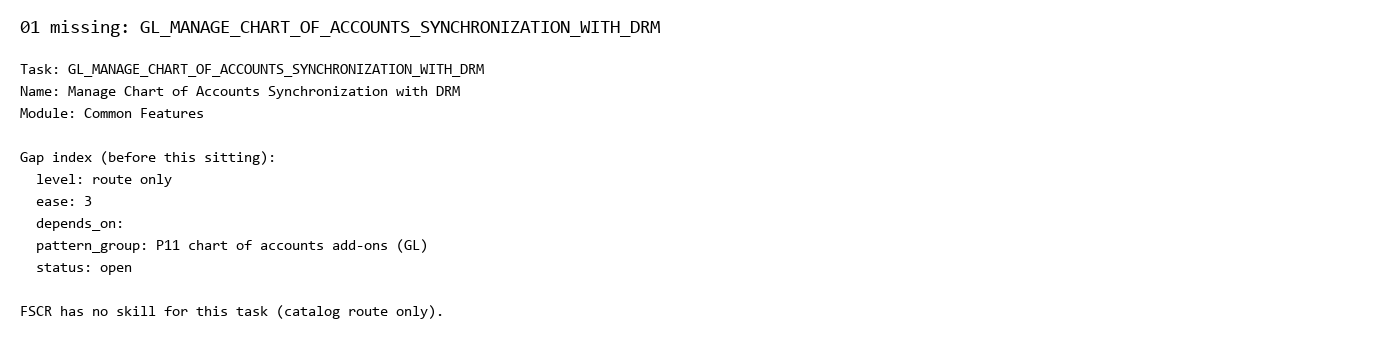 01 missing: GL_MANAGE_CHART_OF_ACCOUNTS_SYNCHRONIZATION_WITH_DRM
Task: GL_MANAGE_CHART_OF_ACCOUNTS_SYNCHRONIZATION_WITH_DRM
Name: Manage Chart of Accounts Synchronization with DRM
Module: Common Features
Gap index (before this sitting):
level: route only
ease: 3
depends_on:
pattern_group: P11 chart of accounts add-ons (GL)
status: open
FSCR has no skill for this task (catalog route only).